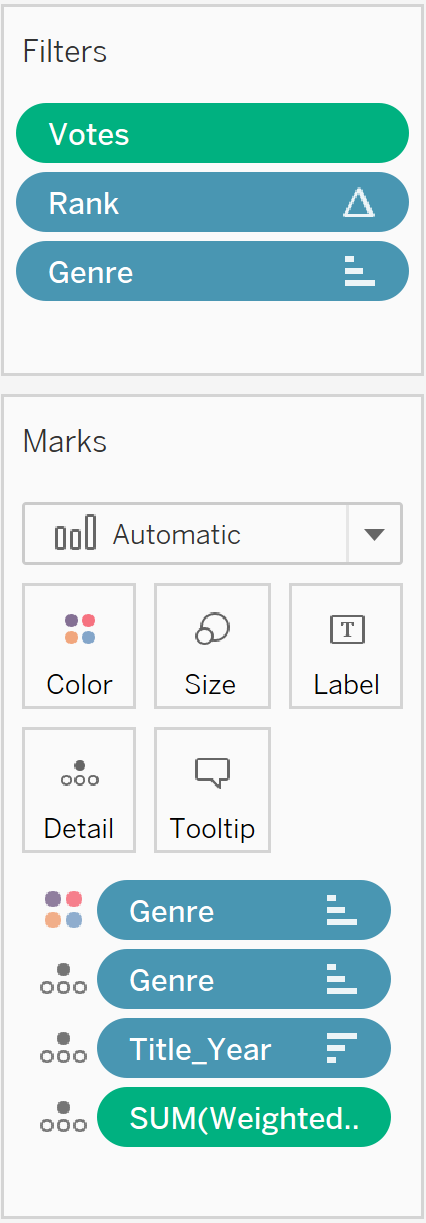 Filters
Votes
Rank
Genre
Marks
Automatic
Color Size Label
T
Detail Tooltip
Genre
Genre
Title_Year
SUM(Weighted..